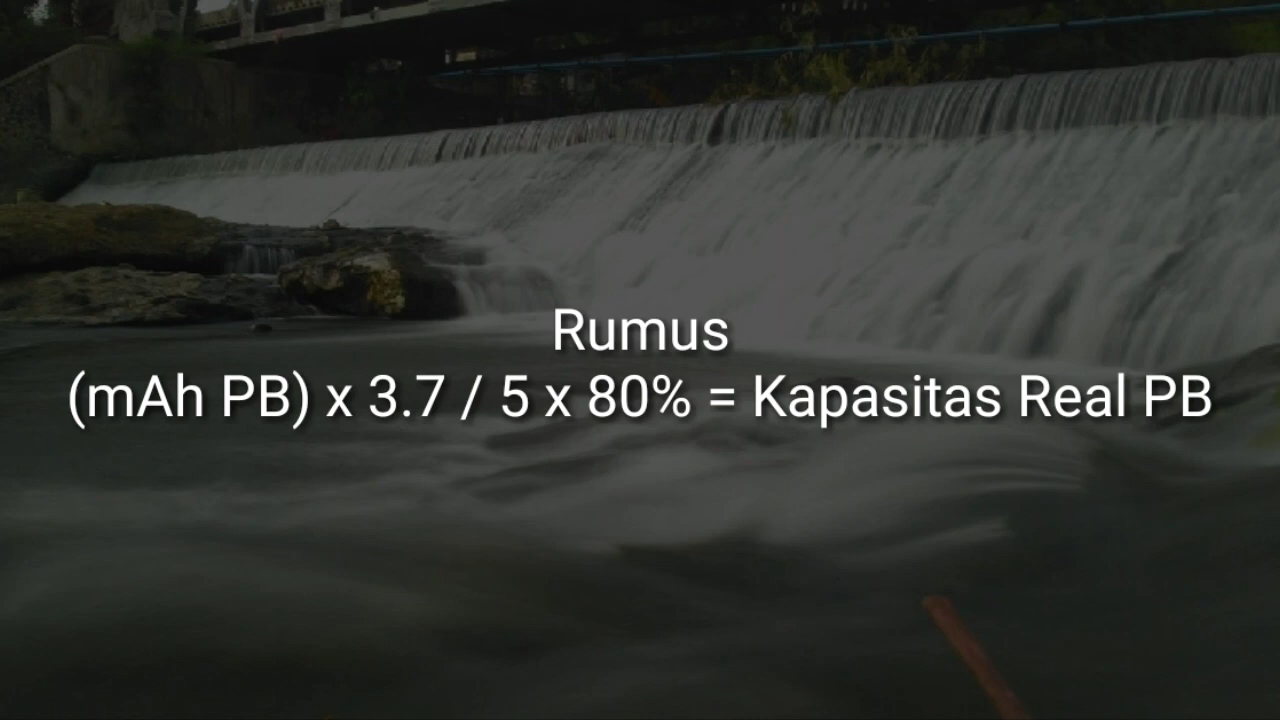 Rumus
(mAh PB) x 3.7 / 5 x 80% = Kapasitas Real PB